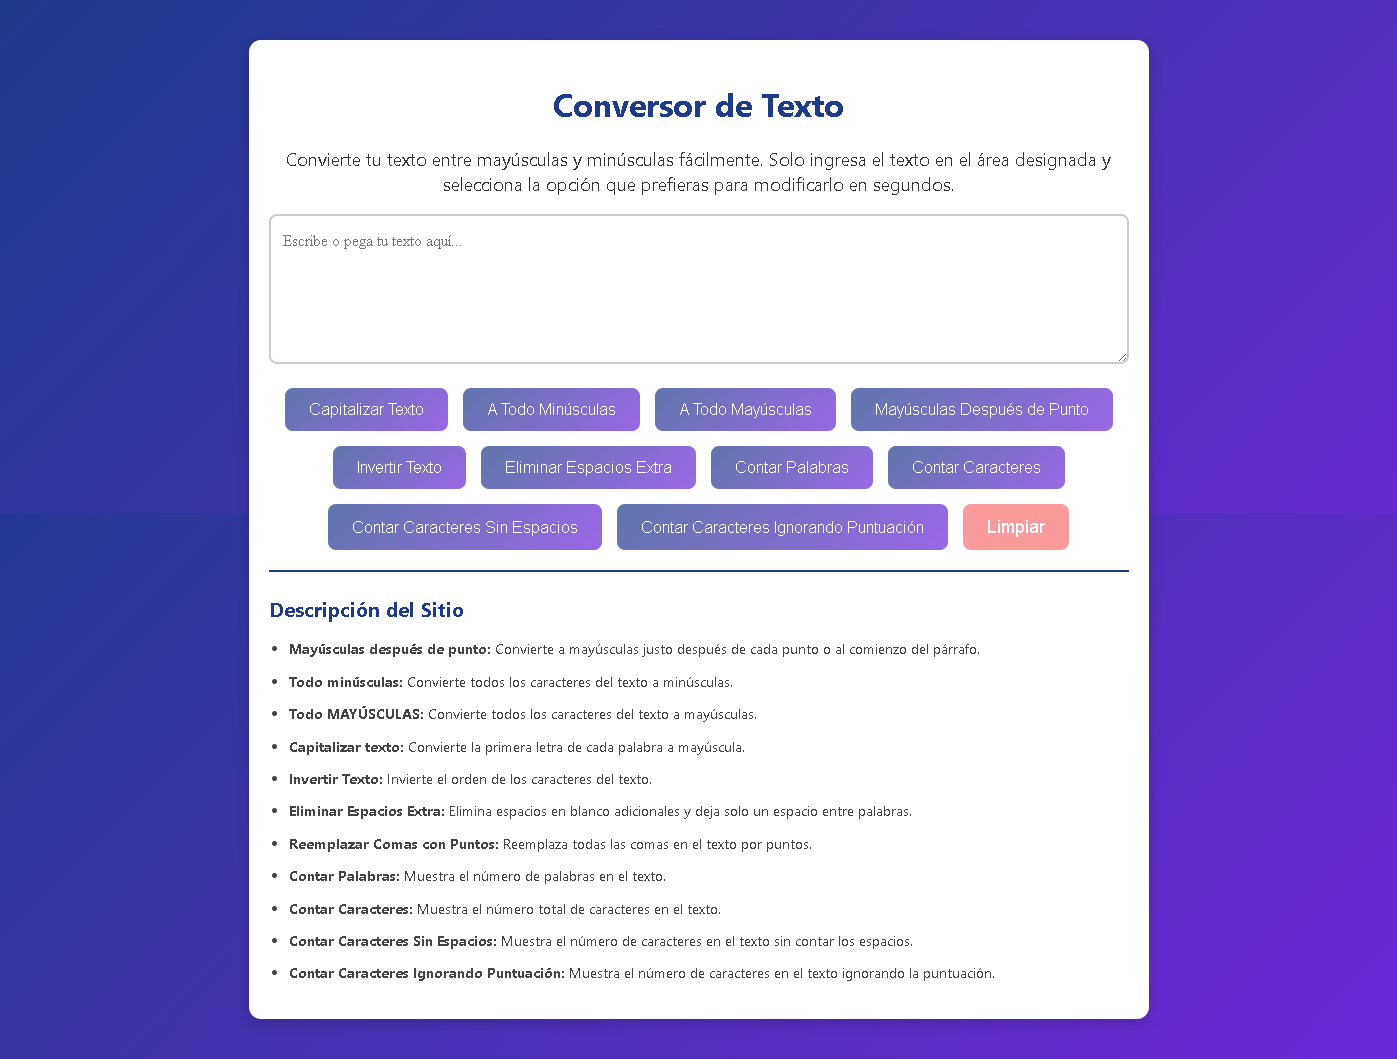 Conversor de Texto
Convierte tu texto entre mayúsculas y minúsculas fácilmente. Solo ingresa el texto en el área designada y
selecciona la opción que prefieras para modificarlo en segundos.
Escribe o pega tu texto aquí...
Capitalizar Texto
A Todo Minúsculas
A Todo Mayúsculas
Mayúsculas Después de Punto
Invertir Texto
Eliminar Espacios Extra
Contar Palabras
Contar Caracteres
Contar Caracteres Sin Espacios
Contar Caracteres Ignorando Puntuación
Limpiar
Descripción del Sitio
• Mayúsculas después de punto: Convierte a mayúsculas justo después de cada punto o al comienzo del párrafo.
• Todo minúsculas: Convierte todos los caracteres del texto a minúsculas.
• Todo MAYÚSCULAS: Convierte todos los caracteres del texto a mayúsculas.
• Capitalizar texto: Convierte la primera letra de cada palabra a mayúscula.
• Invertir Texto: Invierte el orden de los caracteres del texto.
• Eliminar Espacios Extra: Elimina espacios en blanco adicionales y deja solo un espacio entre palabras.
• Reemplazar Comas con Puntos: Reemplaza todas las comas en el texto por puntos.
• Contar Palabras: Muestra el número de palabras en el texto.
• Contar Caracteres: Muestra el número total de caracteres en el texto.
• Contar Caracteres Sin Espacios: Muestra el número de caracteres en el texto sin contar los espacios.
• Contar Caracteres Ignorando Puntuación: Muestra el número de caracteres en el texto ignorando la puntuación.